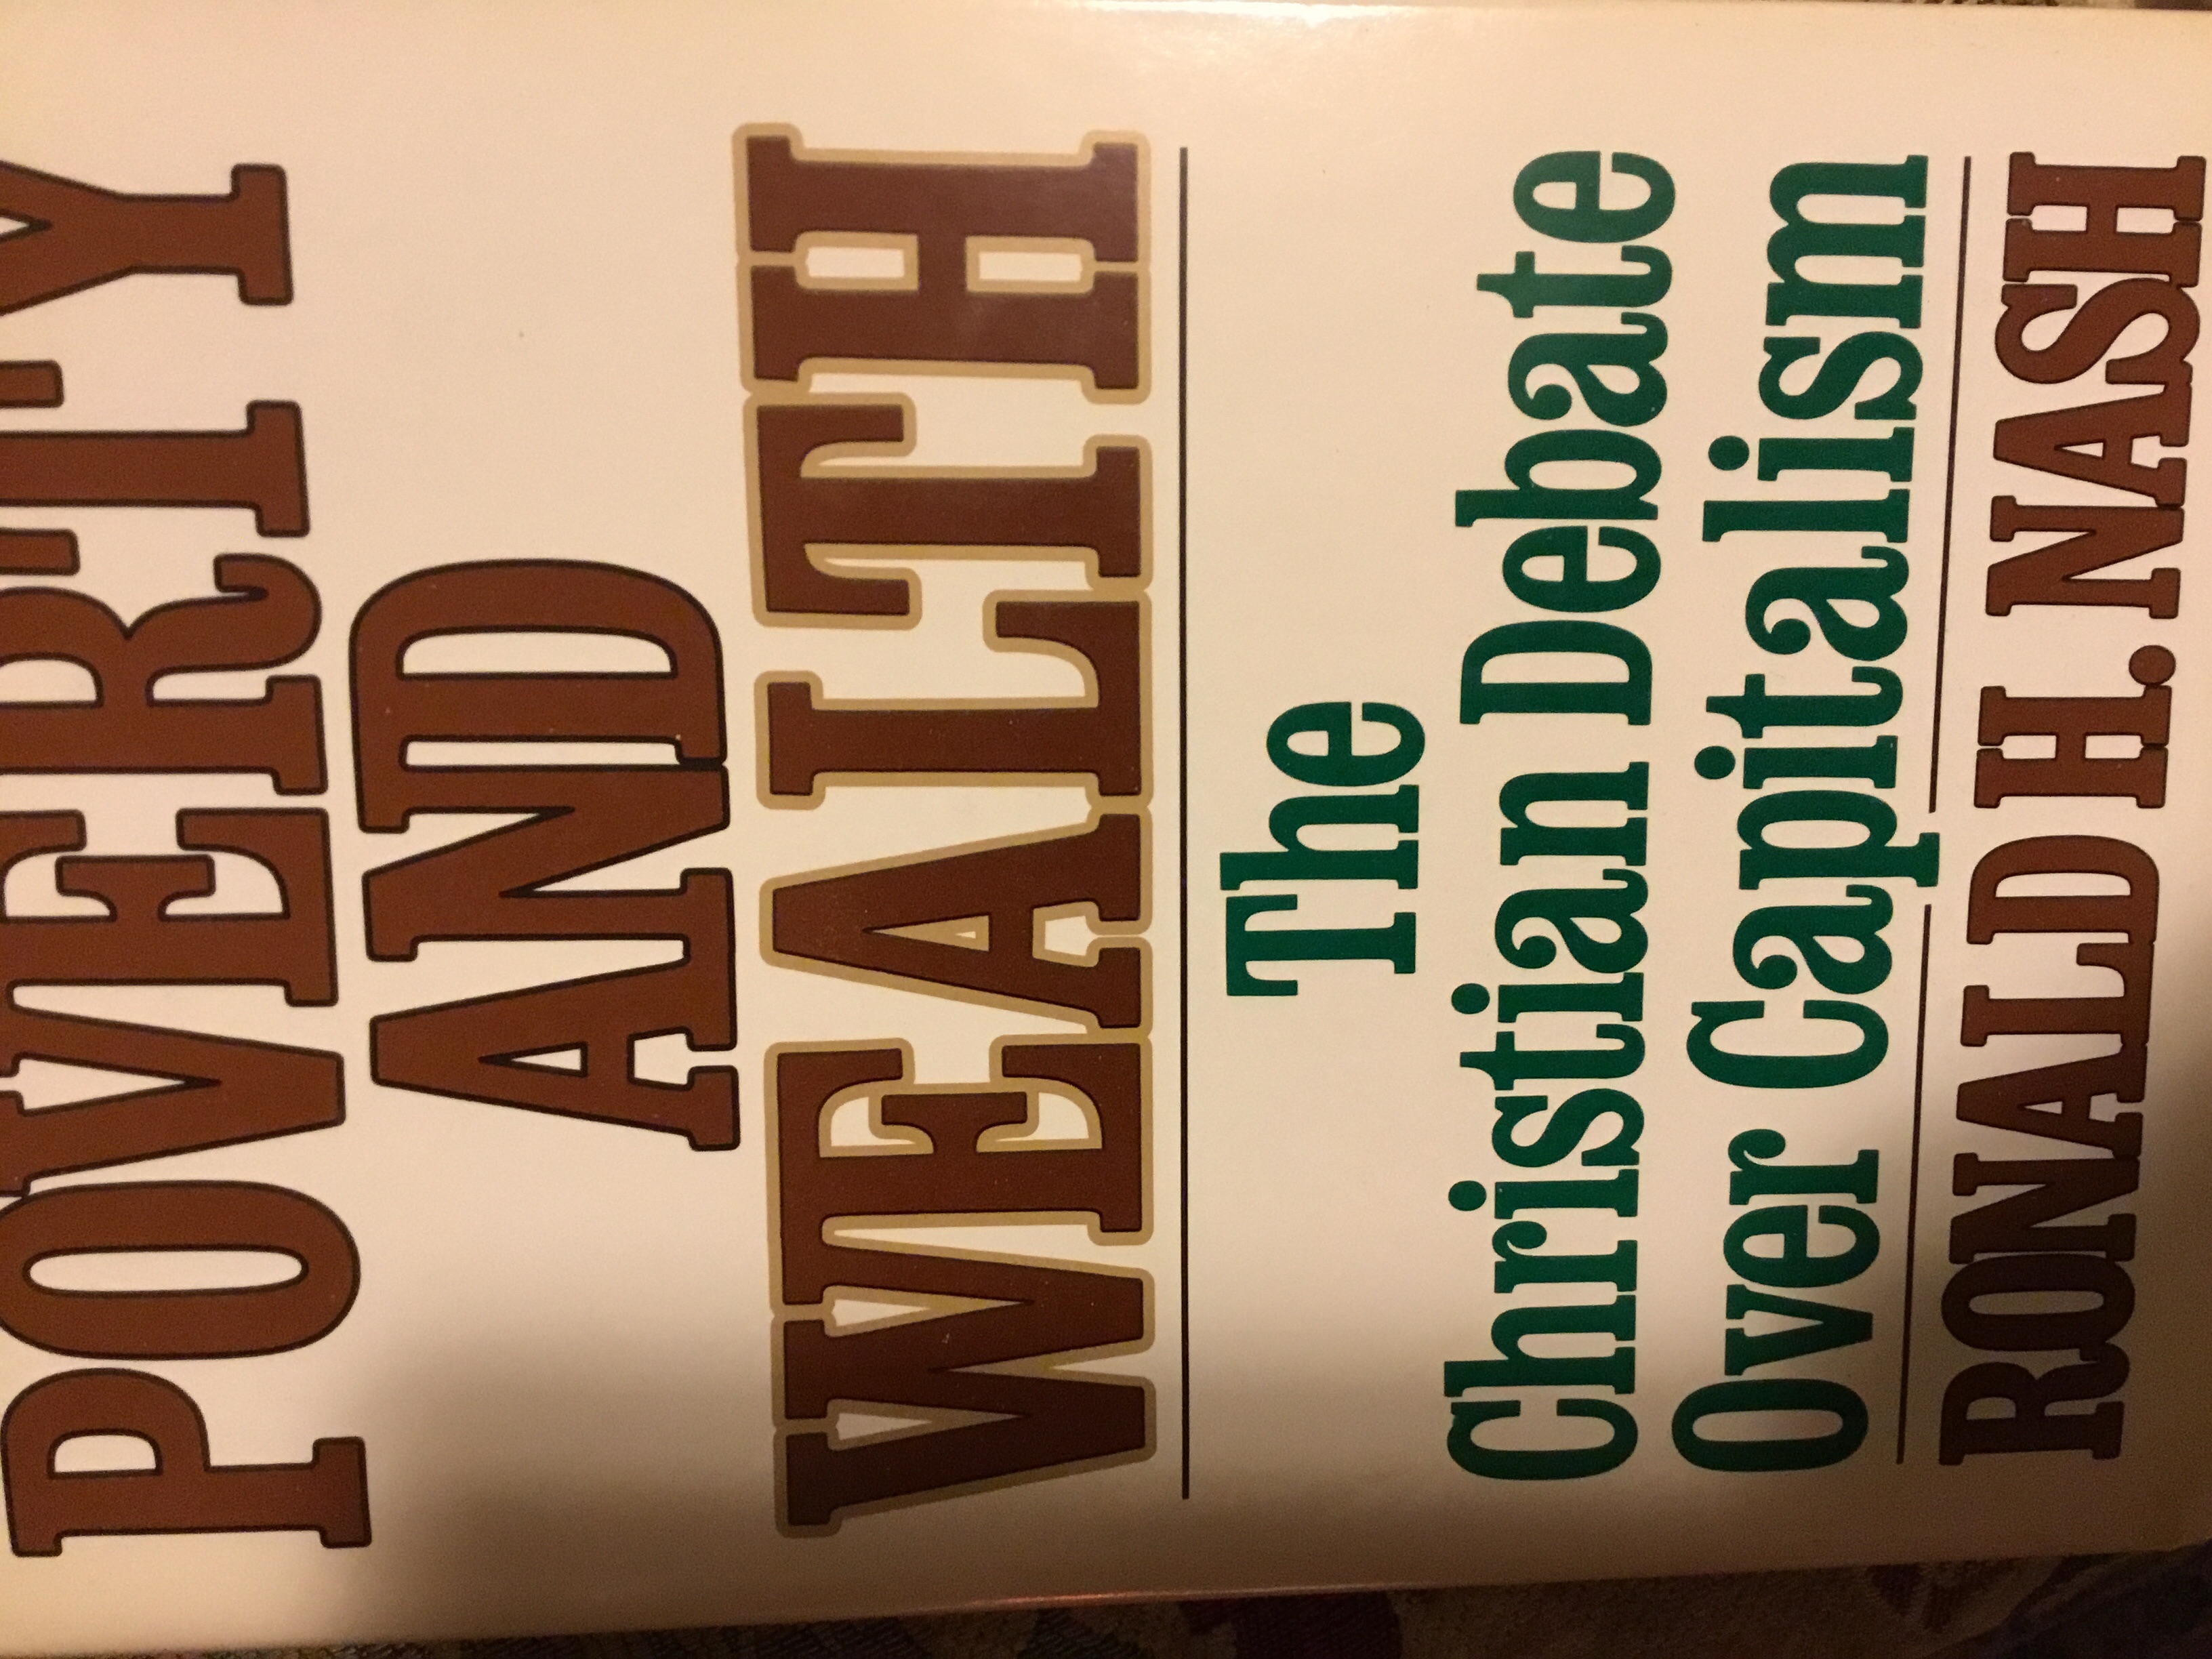 POVERTY
AND
WEALTH
The
Christian Debate
Over Capitalism
RONALD H. NASH